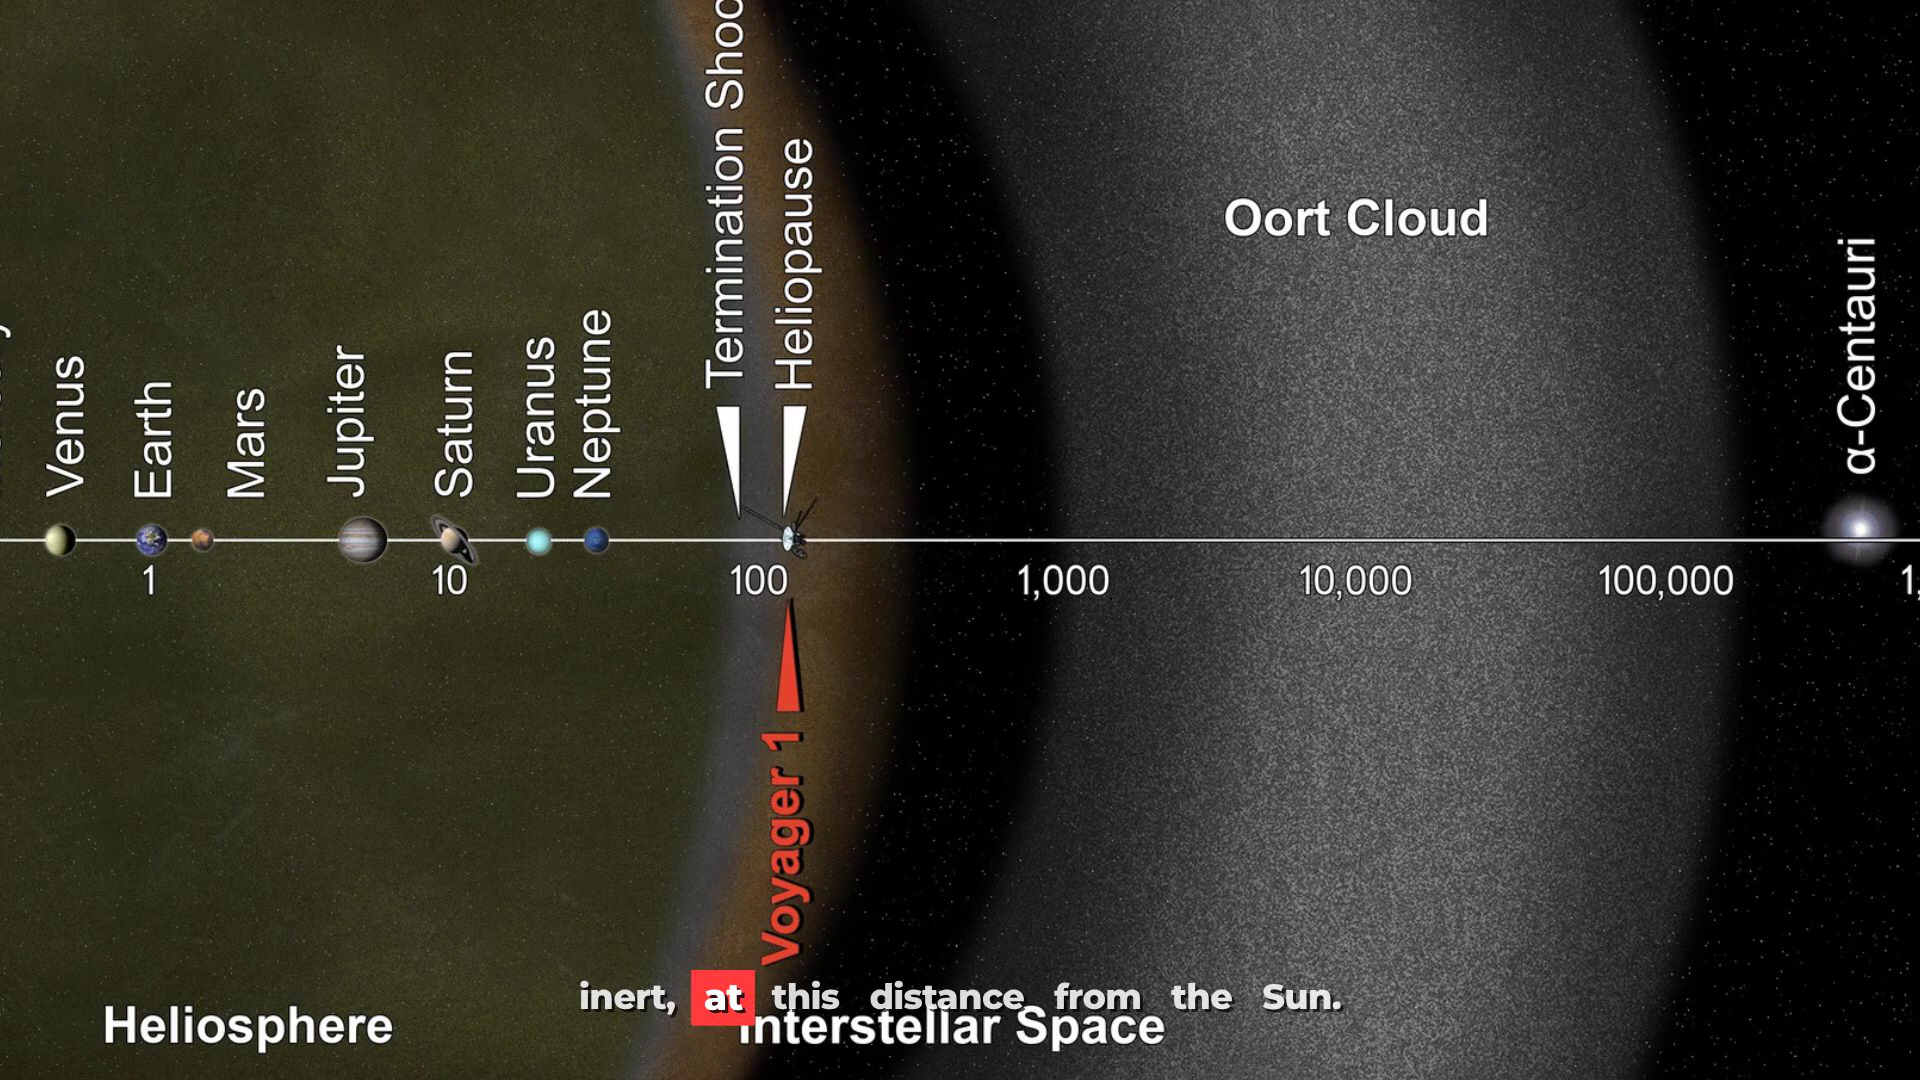 Venus
Earth
Mars
Jupiter
Saturn
Uranus
Neptune
Termination Shoc
Heliopause
Oort Cloud
α-Centauri
1
10
100
1,000
10,000
100,000
1,
Voyager 1
inert, at this distance from the Sun.
Heliosphere
Interstellar Space